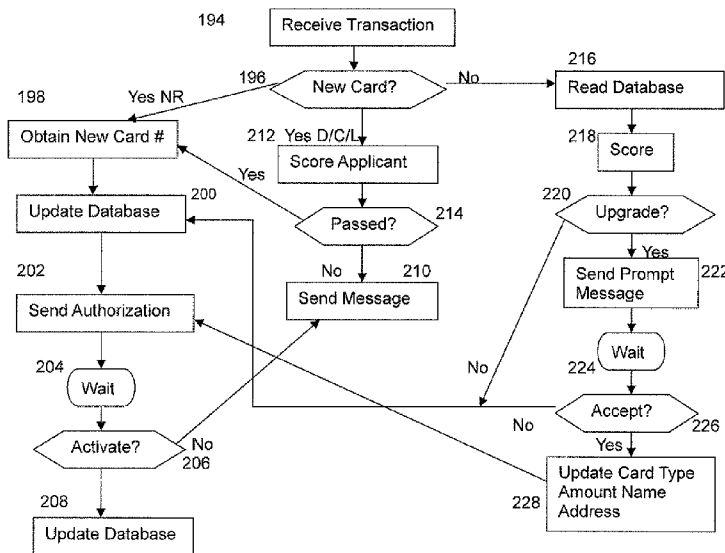 194
Receive Transaction
196
New Card?
No
216
Read Database
198
Yes NR
Obtain New Card #
212
Yes D/C/L
Score Applicant
218
Score
Yes
200
Update Database
Passed?
214
220
Upgrade?
Yes
202
No
210
Send Message
Send Prompt
Message
222
Send Authorization
204
Wait
Wait
224
No
Accept?
226
No
Activate?
No
206
Yes
208
Update Database
228
Update Card Type
Amount Name
Address